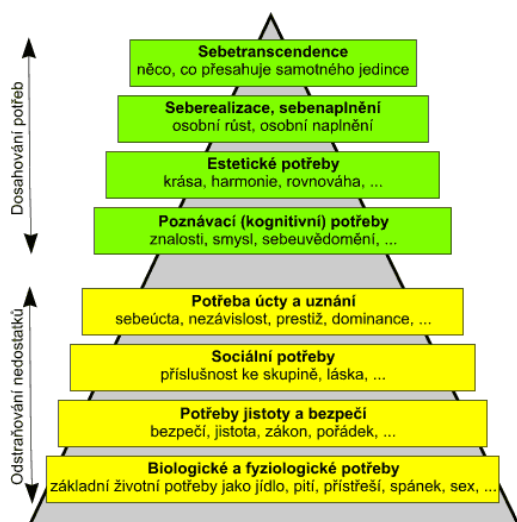 Sebetranscendence
něco, co přesahuje samotného jedince
Seberealizace, sebenaplnění
osobní růst, osobní naplnění
Estetické potřeby
krása, harmonie, rovnováha, ...
Poznávací (kognitivní) potřeby
znalosti, smysl, sebeuvědomění, ...
Dosahování potřeb
Potřeba úcty a uznání
sebeúcta, nezávislost, prestiž, dominance, ...
Sociální potřeby
příslušnost ke skupině, láska, ...
Potřeby jistoty a bezpečí
bezpečí, jistota, zákon, pořádek, ...
Biologické a fyziologické potřeby
základní životní potřeby jako jídlo, pití, přístřeší, spánek, sex, ...
Odstraňování nedostatků